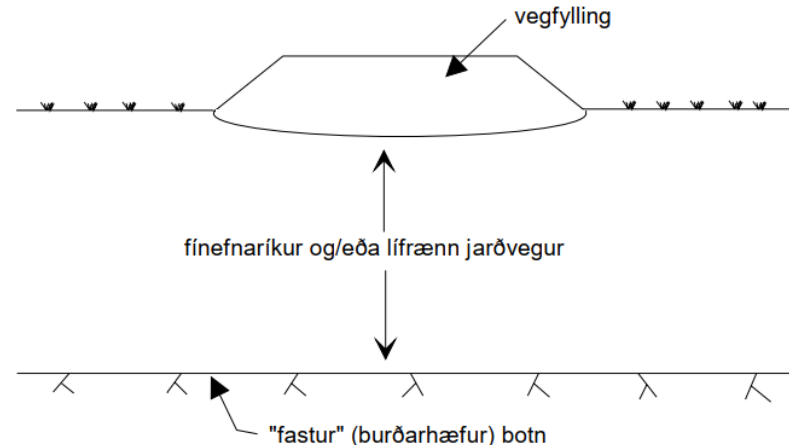 vegfylling
fínefnaríkur og/eða lífrænn jarðvegur
"fastur" (burðarhæfur) botn